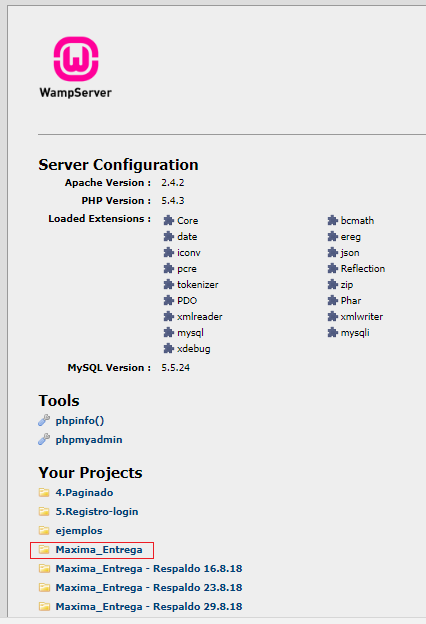 WampServer
Server Configuration
Apache Version : 2.4.2
PHP Version : 5.4.3
Loaded Extensions : Core bcmath
date ereg
iconv json
pcre Reflection
tokenizer zip
PDO Phar
xmlreader xmlwriter
mysql mysqli
xdebug
MySQL Version : 5.5.24
Tools
phpinfo()
phpmyadmin
Your Projects
4.Paginado
5.Registro-login
ejemplos
Maxima_Entrega
Maxima_Entrega - Respaldo 16.8.18
Maxima_Entrega - Respaldo 23.8.18
Maxima_Entrega - Respaldo 29.8.18